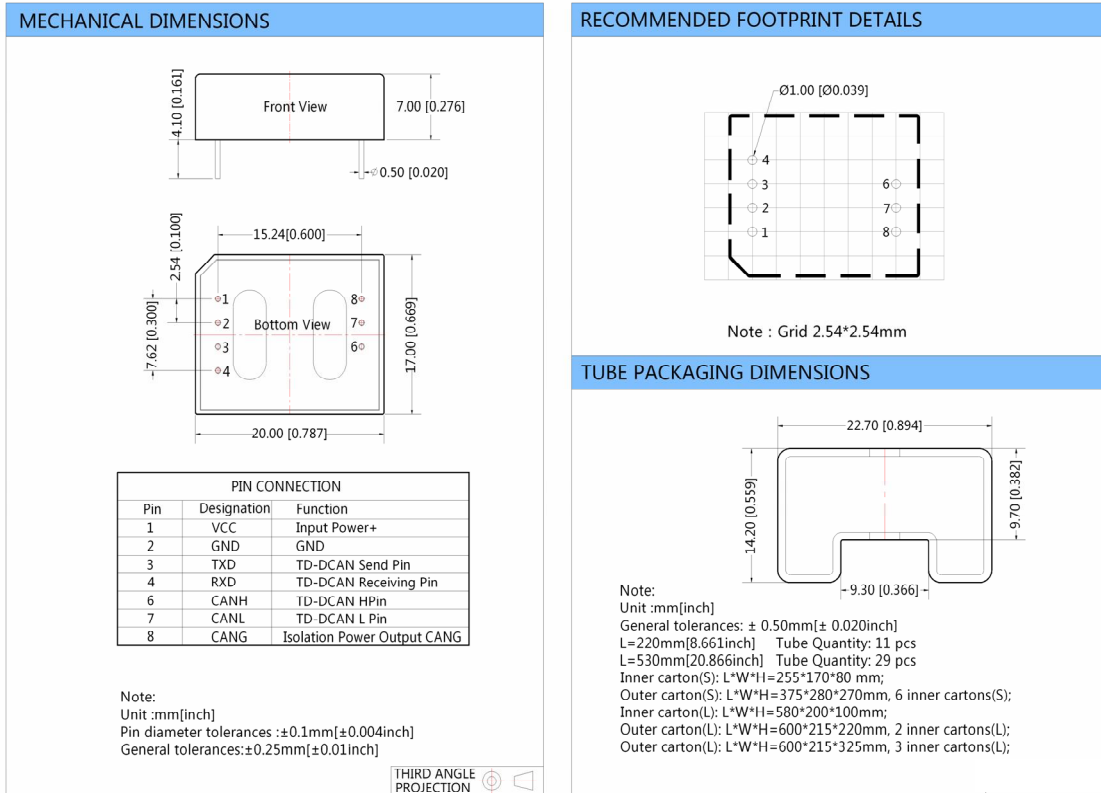 MECHANICAL DIMENSIONS
4.10 [0.161]
Front View
7.00 [0.276]
⌀0.50 [0.020]
15.24[0.600]
2.54 [0.100]
7.62 [0.300]
1
2
3
4
Bottom View
8
7
6
17.00 [0.669]
20.00 [0.787]
PIN CONNECTION
Pin Designation Function
1 VCC Input Power+
2 GND GND
3 TXD TD-DCAN Send Pin
4 RXD TD-DCAN Receiving Pin
6 CANH TD-DCAN HPin
7 CANL TD-DCAN L Pin
8 CANG Isolation Power Output CANG
Note:
Unit :mm[inch]
Pin diameter tolerances :±0.1mm[±0.004inch]
General tolerances:±0.25mm[±0.01inch]
THIRD ANGLE
PROJECTION
RECOMMENDED FOOTPRINT DETAILS
Ø1.00 [Ø0.039]
4
3 6
2 7
1 8
Note : Grid 2.54*2.54mm
TUBE PACKAGING DIMENSIONS
22.70 [0.894]
14.20 [0.559]
9.70 [0.382]
9.30 [0.366]
Note:
Unit :mm[inch]
General tolerances: ± 0.50mm[± 0.020inch]
L=220mm[8.661inch] Tube Quantity: 11 pcs
L=530mm[20.866inch] Tube Quantity: 29 pcs
Inner carton(S): L*W*H=255*170*80 mm;
Outer carton(S): L*W*H=375*280*270mm, 6 inner cartons(S);
Inner carton(L): L*W*H=580*200*100mm;
Outer carton(L): L*W*H=600*215*220mm, 2 inner cartons(L);
Outer carton(L): L*W*H=600*215*325mm, 3 inner cartons(L);